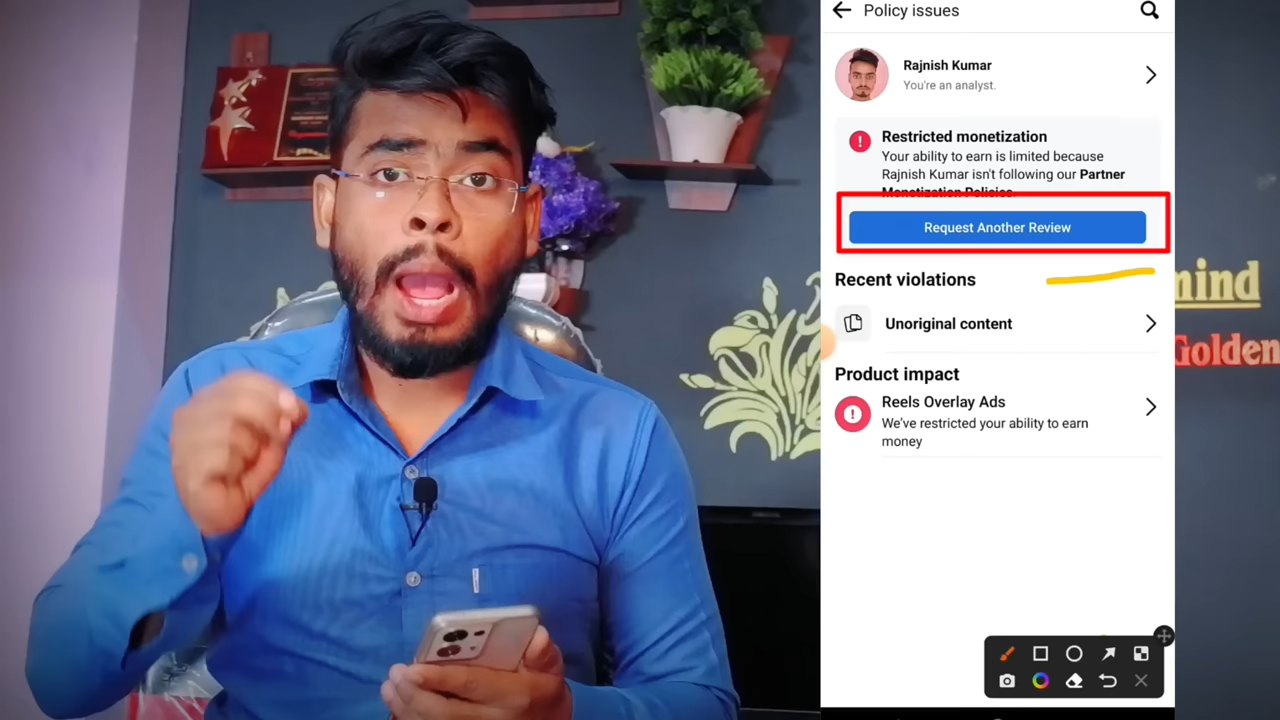 Policy issues
Rajnish Kumar
You're an analyst.
Restricted monetization
Your ability to earn is limited because
Rajnish Kumar isn't following our Partner
Monetization Policies.
Request Another Review
Recent violations
Unoriginal content
Product impact
Reels Overlay Ads
We've restricted your ability to earn
money
mind
Golden